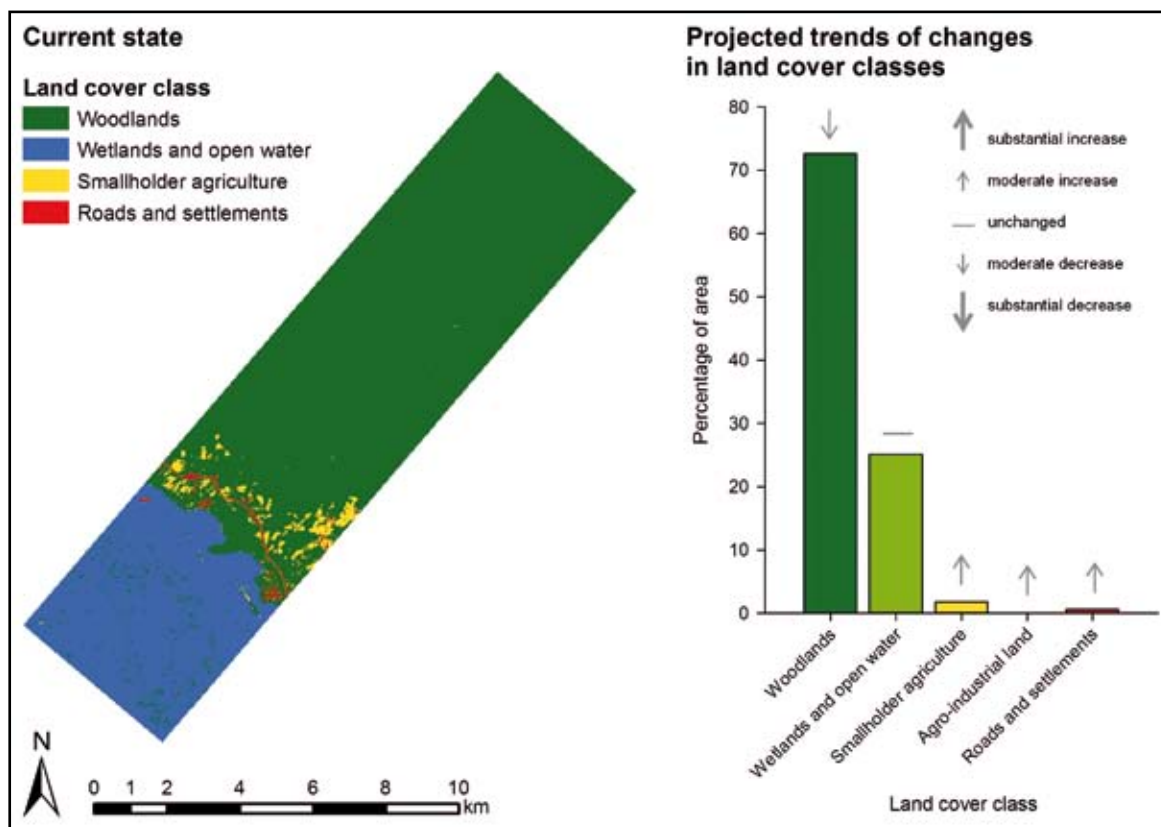 Current state
Land cover class
Woodlands
Wetlands and open water
Smallholder agriculture
Roads and settlements
N
0 1 2 4 6 8 10
km
Projected trends of changes
in land cover classes
80
70
60
50
40
30
20
10
0
Percentage of area
substantial increase
moderate increase
unchanged
moderate decrease
substantial decrease
Woodlands
Wetlands and open water
Smallholder agriculture
Agro-industrial land
Roads and settlements
Land cover class